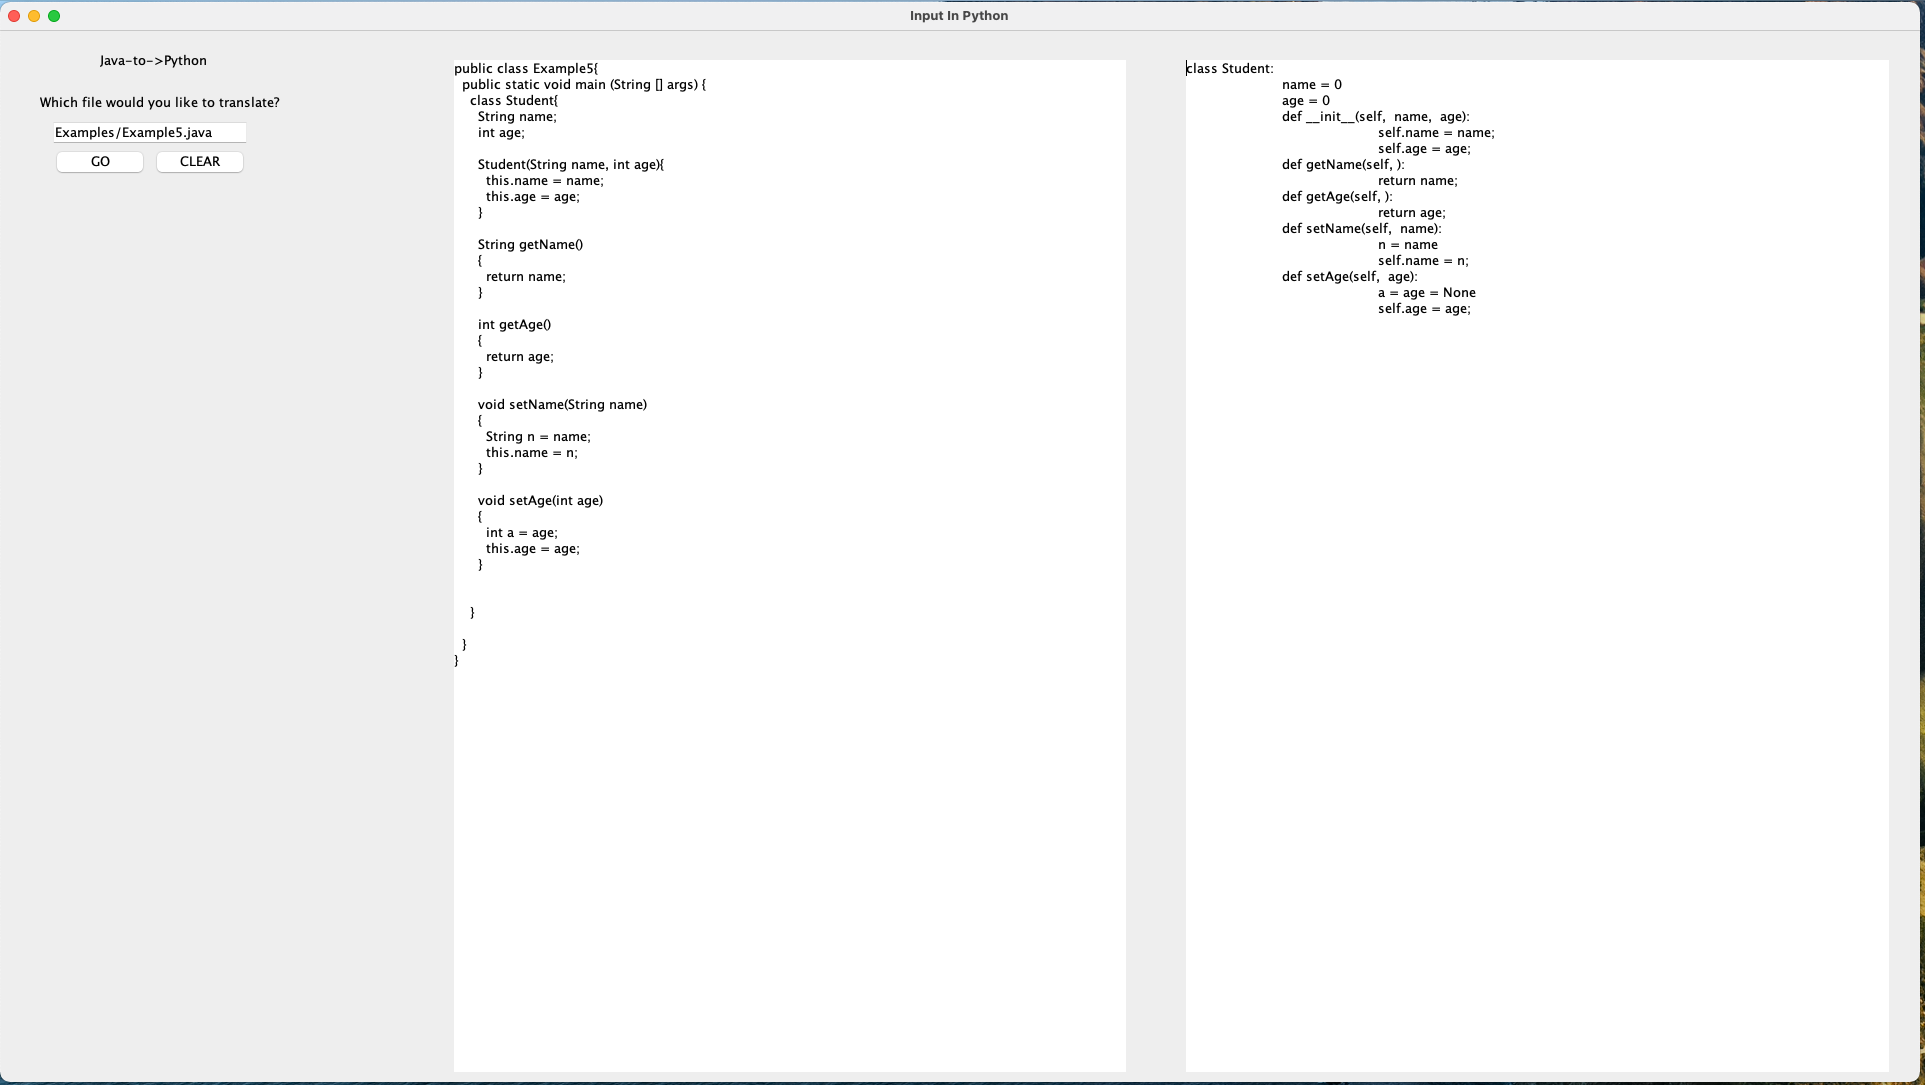 Input In Python
Java-to->Python
Which file would you like to translate?
Examples/Example5.java
GO CLEAR
public class Example5{
  public static void main (String [] args) {
    class Student{
      String name;
      int age;

      Student(String name, int age){
        this.name = name;
        this.age = age;
      }

      String getName()
      {
        return name;
      }

      int getAge()
      {
        return age;
      }

      void setName(String name)
      {
        String n = name;
        this.name = n;
      }

      void setAge(int age)
      {
        int a = age;
        this.age = age;
      }


    }

  }
}
class Student:
	name = 0
	age = 0
	def __init__(self,  name,  age):
		self.name = name;
		self.age = age;
	def getName(self, ):
		return name;
	def getAge(self, ):
		return age;
	def setName(self,  name):
		n = name
		self.name = n;
	def setAge(self,  age):
		a = age = None
		self.age = age;